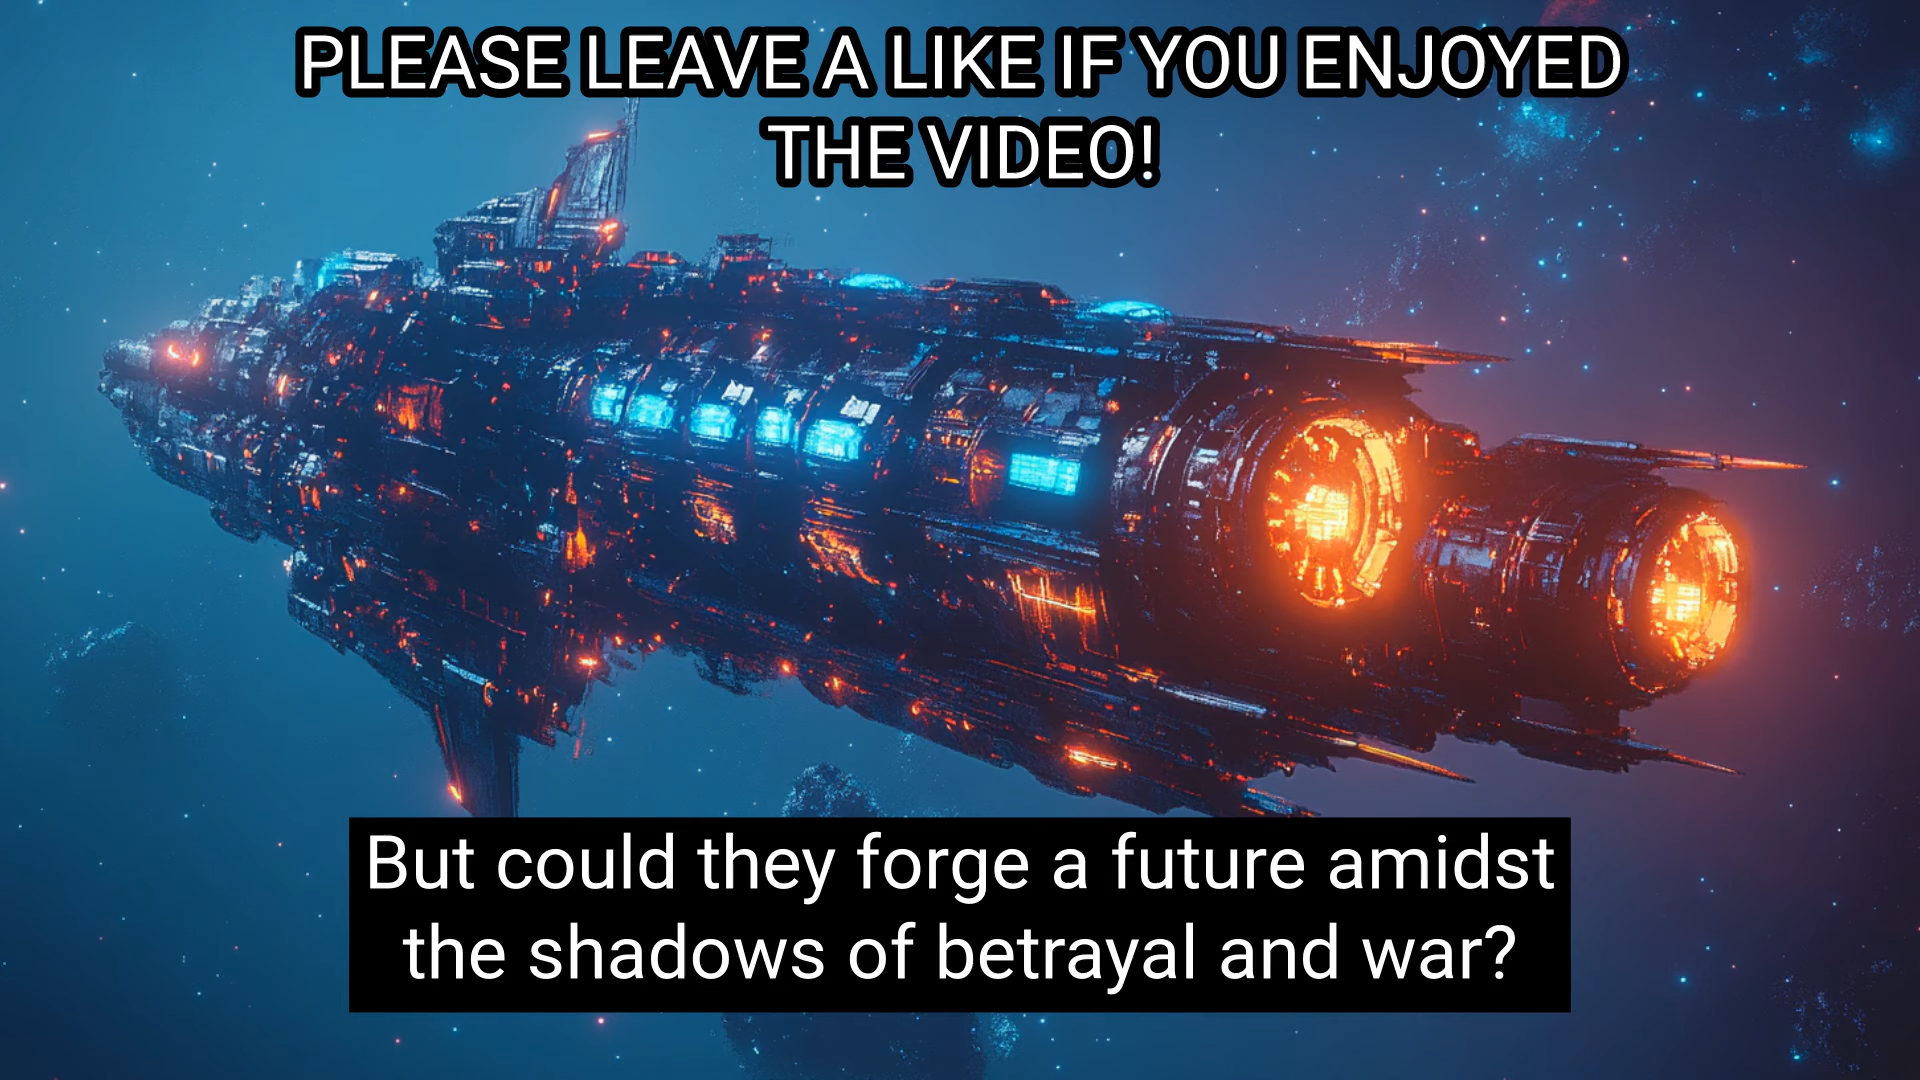 PLEASE LEAVE A LIKE IF YOU ENJOYED
THE VIDEO!
But could they forge a future amidst
the shadows of betrayal and war?